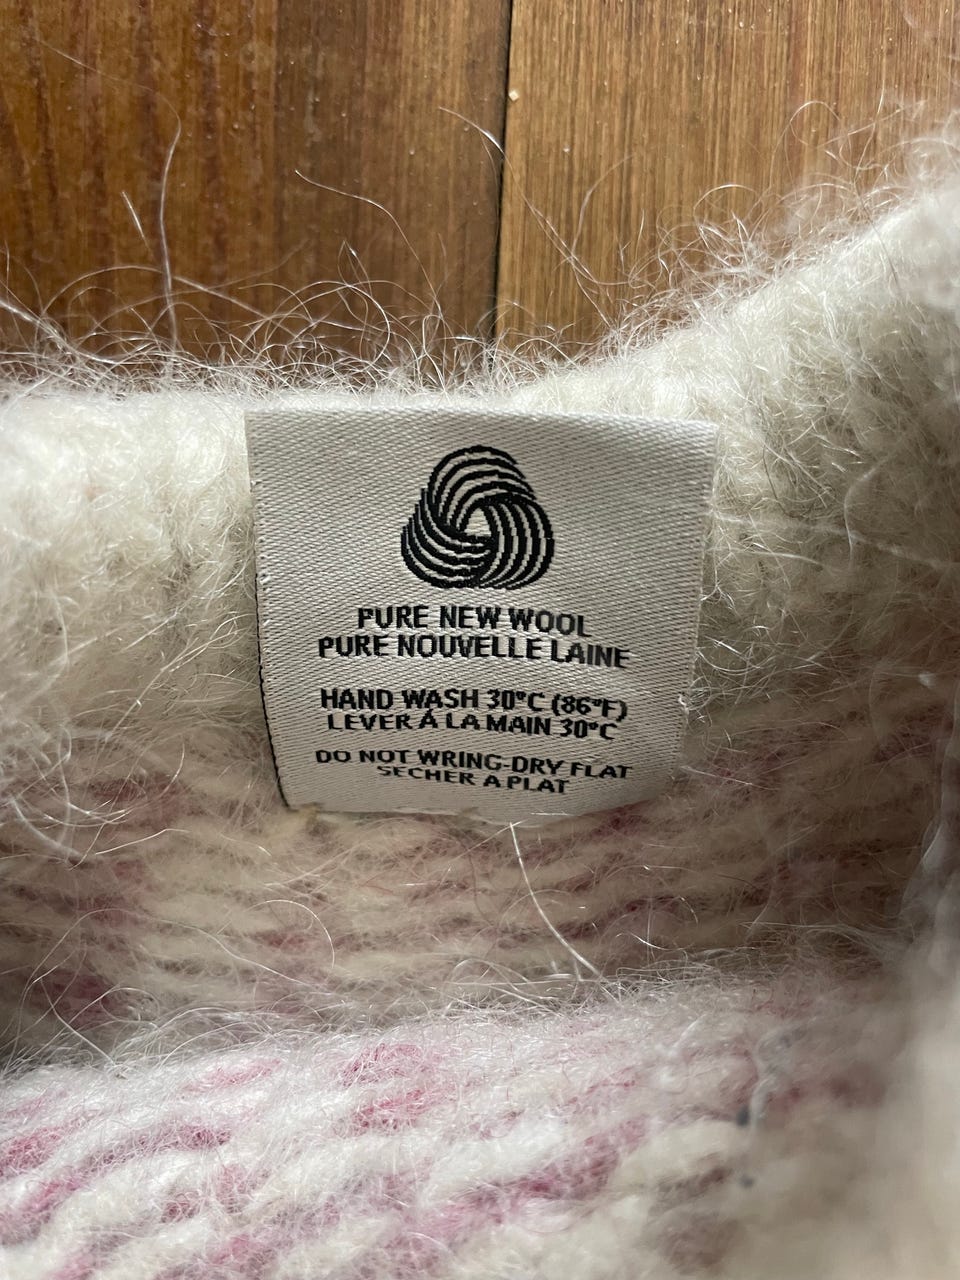 PURE NEW WOOL
PURE NOUVELLE LAINE
HAND WASH 30°C (86°F)
LEVER Á LA MAIN 30°C
DO NOT WRING-DRY FLAT
SECHER A PLAT